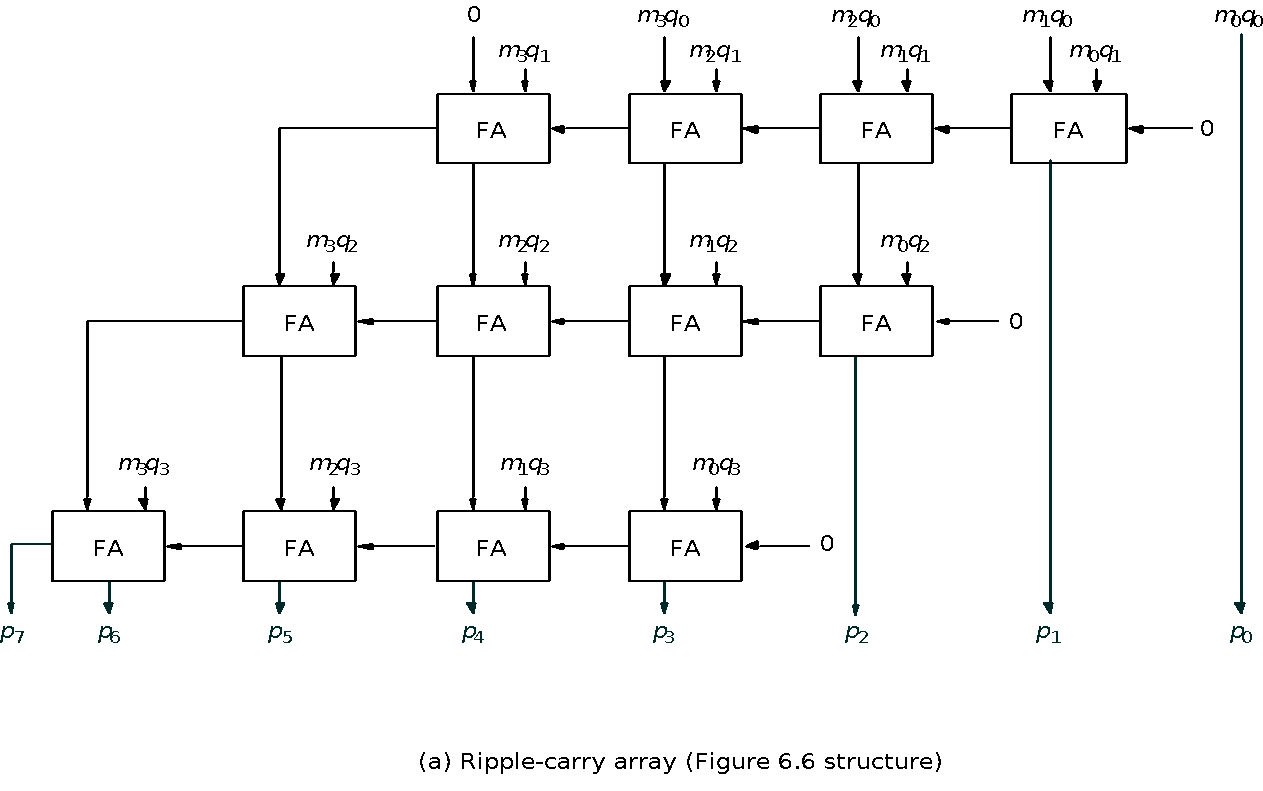 0 m3q0 m2q0 m1q0 m0q0
m3q1 m2q1 m1q1 m0q1
FA FA FA FA 0
m3q2 m2q2 m1q2 m0q2
FA FA FA FA 0
m3q3 m2q3 m1q3 m0q3
FA FA FA FA 0
p7 p6 p5 p4 p3 p2 p1 p0
(a) Ripple-carry array (Figure 6.6 structure)